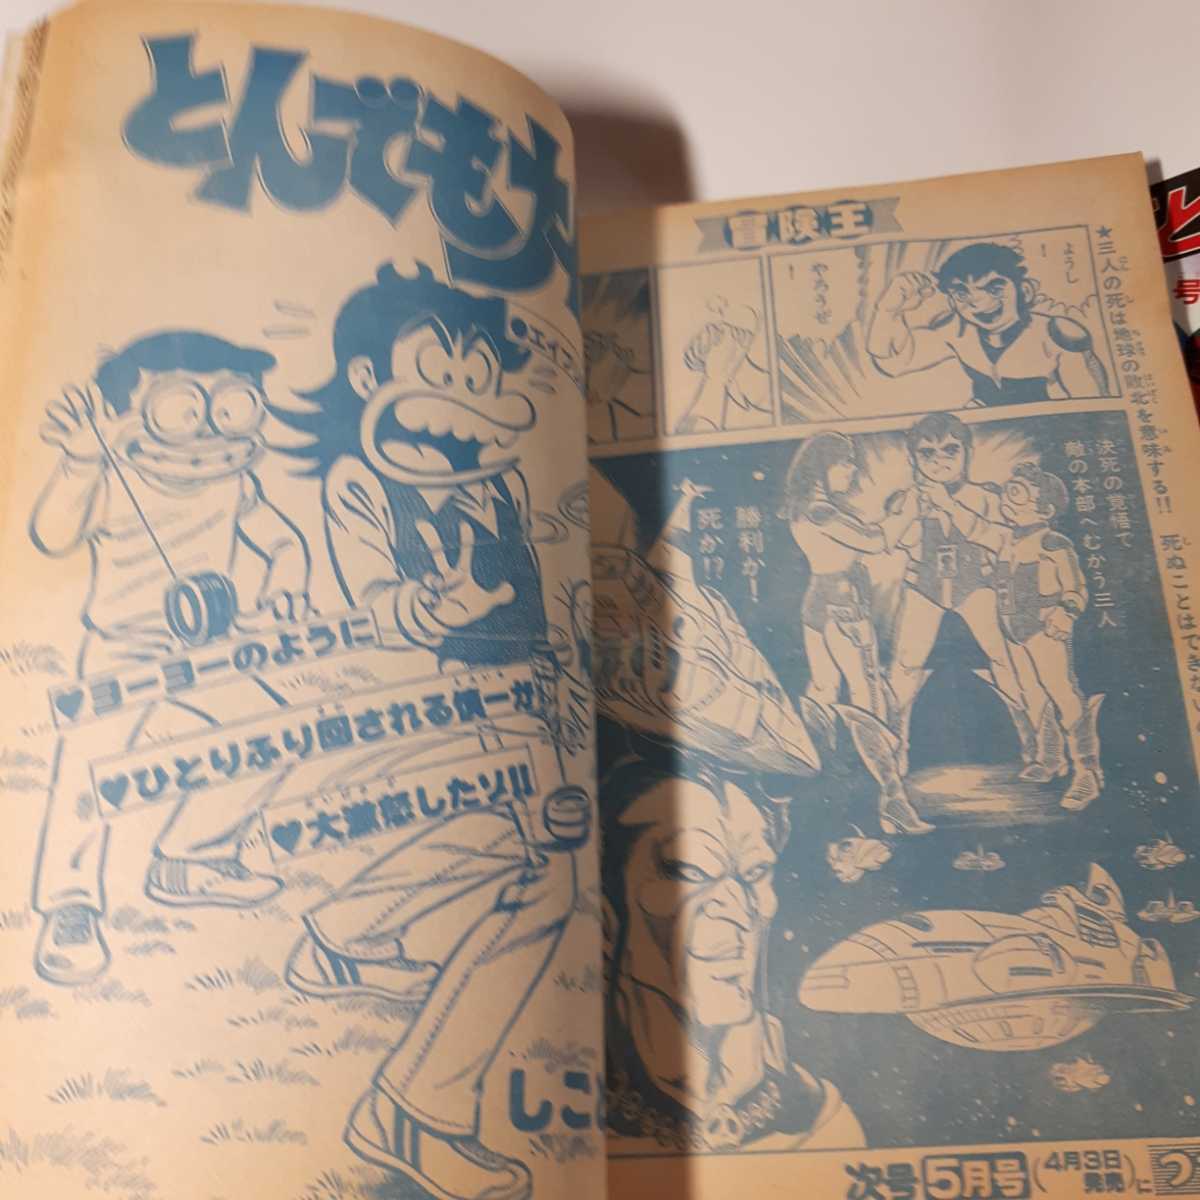 とんでもナ
●エイプ
♥ヨーヨーのように
♥ひとりふり回される慎一が
♥大激怒したゾ!!
しこ
冒険王
ようし
!
やろうぜ
!
★三人の死は地球の敗北を意味する!! 死ぬことはできな
決死の覚悟で
敵の本部へむかう三人
勝利か!
死か!?
次号5月号(4月3日発売)に2
号